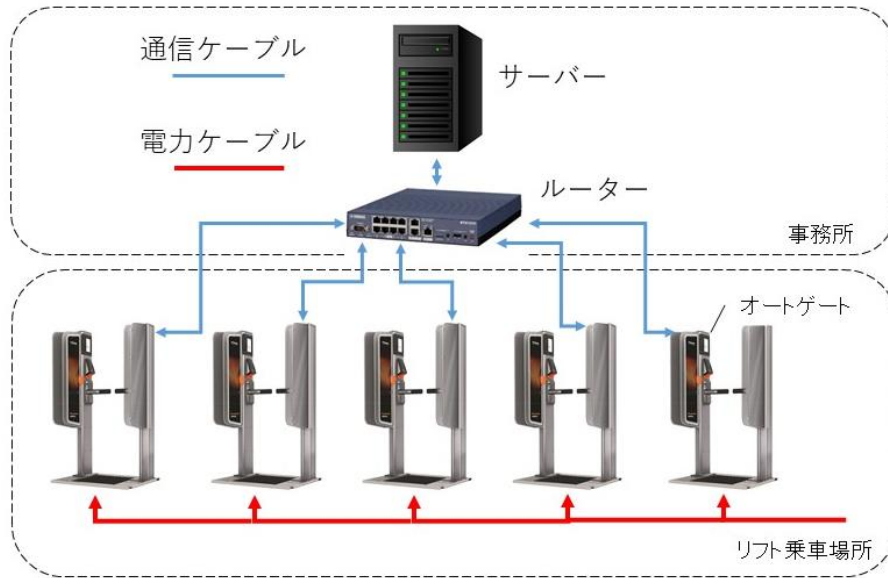 通信ケーブル
サーバー
電力ケーブル
ルーター
事務所
オートゲート
リフト乗車場所